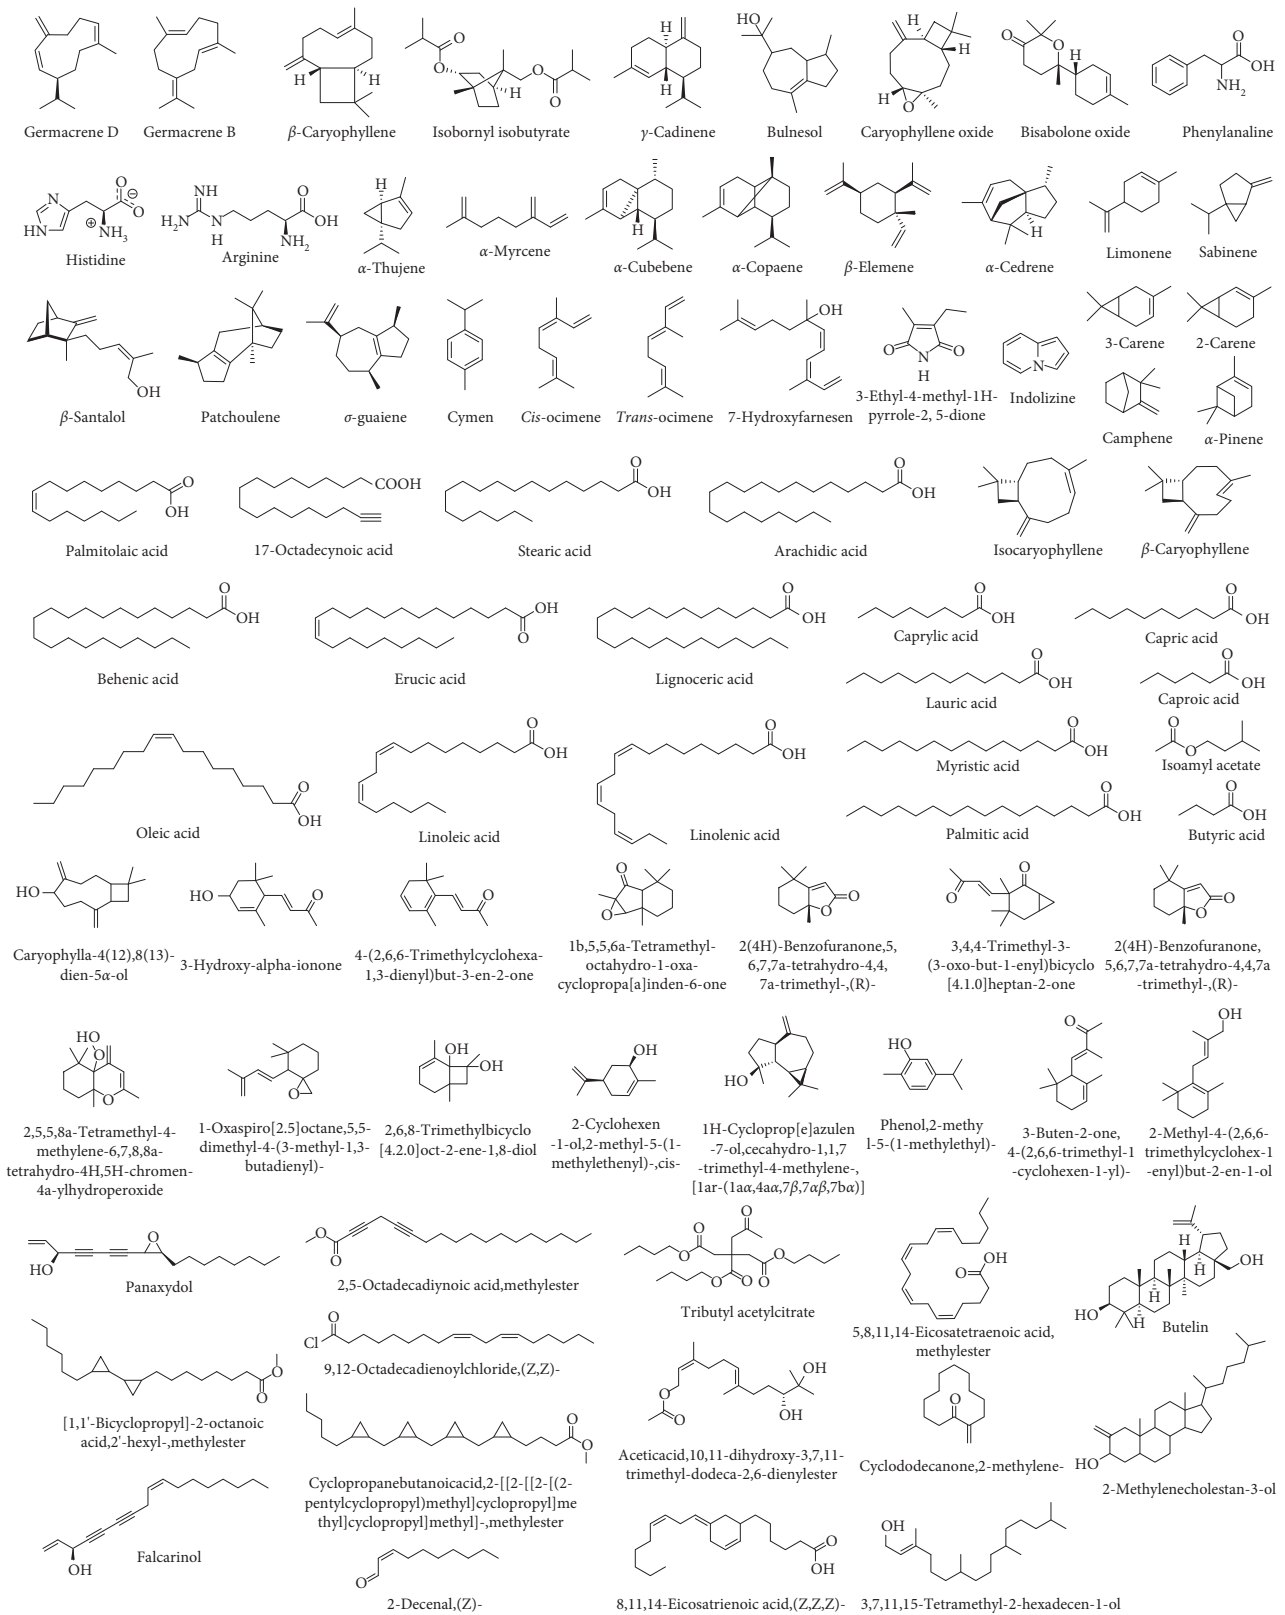 Germacrene D
Germacrene B
β-Caryophyllene
Isobornyl isobutyrate
γ-Cadinene
Bulnesol
Caryophyllene oxide
Bisabolone oxide
Phenylanaline
Histidine
Arginine
α-Thujene
α-Myrcene
α-Cubebene
α-Copaene
β-Elemene
α-Cedrene
Limonene
Sabinene
β-Santalol
Patchoulene
σ-guaiene
Cymen
Cis-ocimene
Trans-ocimene
7-Hydroxyfarnesen
3-Ethyl-4-methyl-1H-
pyrrole-2, 5-dione
Indolizine
3-Carene
2-Carene
Camphene
α-Pinene
Palmitolaic acid
17-Octadecynoic acid
Stearic acid
Arachidic acid
Isocaryophyllene
β-Caryophyllene
Behenic acid
Erucic acid
Lignoceric acid
Caprylic acid
Capric acid
Lauric acid
Caproic acid
Oleic acid
Linoleic acid
Linolenic acid
Myristic acid
Isoamyl acetate
Palmitic acid
Butyric acid
Caryophylla-4(12),8(13)-
dien-5α-ol
3-Hydroxy-alpha-ionone
4-(2,6,6-Trimethylcyclohexa-
1,3-dienyl)but-3-en-2-one
1b,5,5,6a-Tetramethyl-
octahydro-1-oxa-
cyclopropa[a]inden-6-one
2(4H)-Benzofuranone,5,
6,7,7a-tetrahydro-4,4,
7a-trimethyl-,(R)-
3,4,4-Trimethyl-3-
(3-oxo-but-1-enyl)bicyclo
[4.1.0]heptan-2-one
2(4H)-Benzofuranone,
5,6,7,7a-tetrahydro-4,4,7a
-trimethyl-,(R)-
2,5,5,8a-Tetramethyl-4-
methylene-6,7,8,8a-
tetrahydro-4H,5H-chromen-
4a-ylhydroperoxide
1-Oxaspiro[2.5]octane,5,5-
dimethyl-4-(3-methyl-1,3-
butadienyl)-
2,6,8-Trimethylbicyclo
[4.2.0]oct-2-ene-1,8-diol
2-Cyclohexen
-1-ol,2-methyl-5-(1-
methylethenyl)-,cis-
1H-Cycloprop[e]azulen
-7-ol,cecahydro-1,1,7
-trimethyl-4-methylene-,
[1ar-(1aα,4aα,7β,7αβ,7bα)]
Phenol,2-methy
l-5-(1-methylethyl)-
3-Buten-2-one,
4-(2,6,6-trimethyl-1
-cyclohexen-1-yl)-
2-Methyl-4-(2,6,6-
trimethylcyclohex-1
-enyl)but-2-en-1-ol
Panaxydol
2,5-Octadecadiynoic acid,methylester
Tributyl acetylcitrate
5,8,11,14-Eicosatetraenoic acid,
methylester
Butelin
[1,1'-Bicyclopropyl]-2-octanoic
acid,2'-hexyl-,methylester
9,12-Octadecadienoylchloride,(Z,Z)-
Cyclopropanebutanoicacid,2-[[2-[[2-[(2-
pentylcyclopropyl)methyl]cyclopropyl]me
thyl]cyclopropyl]methyl]-,methylester
Aceticacid,10,11-dihydroxy-3,7,11-
trimethyl-dodeca-2,6-dienylester
Cyclododecanone,2-methylene-
2-Methylenecholestan-3-ol
Falcarinol
2-Decenal,(Z)-
8,11,14-Eicosatrienoic acid,(Z,Z,Z)-
3,7,11,15-Tetramethyl-2-hexadecen-1-ol